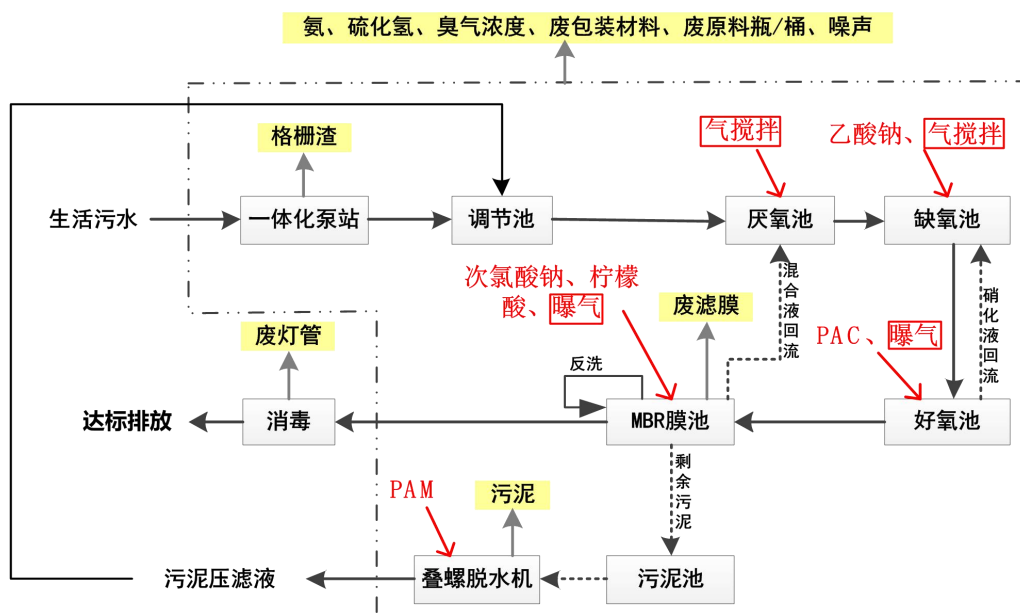 氨、硫化氢、臭气浓度、废包装材料、废原料瓶/桶、噪声
格栅渣
气搅拌
乙酸钠、气搅拌
生活污水
一体化泵站
调节池
厌氧池
缺氧池
次氯酸钠、柠檬
酸、曝气
废滤膜
混合液回流
硝化液回流
废灯管
PAC、曝气
反洗
达标排放
消毒
MBR膜池
好氧池
剩余污泥
PAM
污泥
污泥压滤液
叠螺脱水机
污泥池